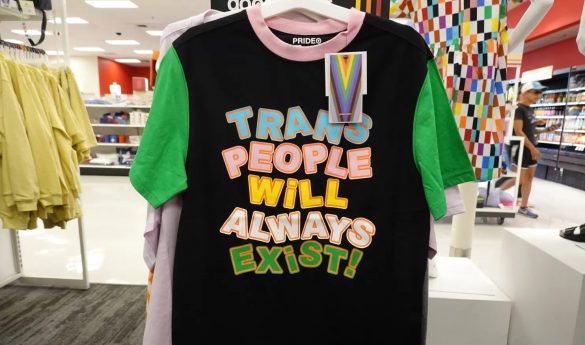 PRIDE
TRANS
PEOPLE
WiLL
ALWAYS
EXiST!